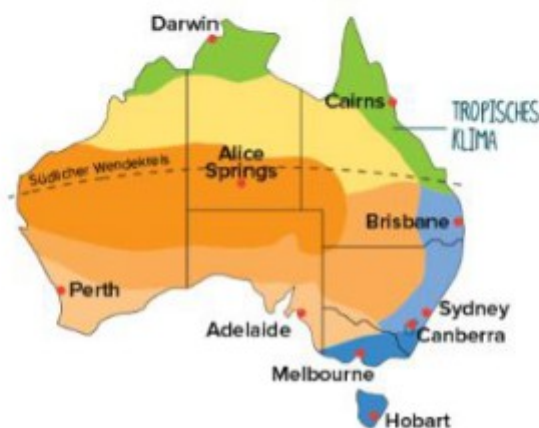 Darwin
Cairns
TROPISCHES
KLIMA
Südlicher Wendekreis
Alice
Springs
Brisbane
Perth
Adelaide
Sydney
Canberra
Melbourne
Hobart